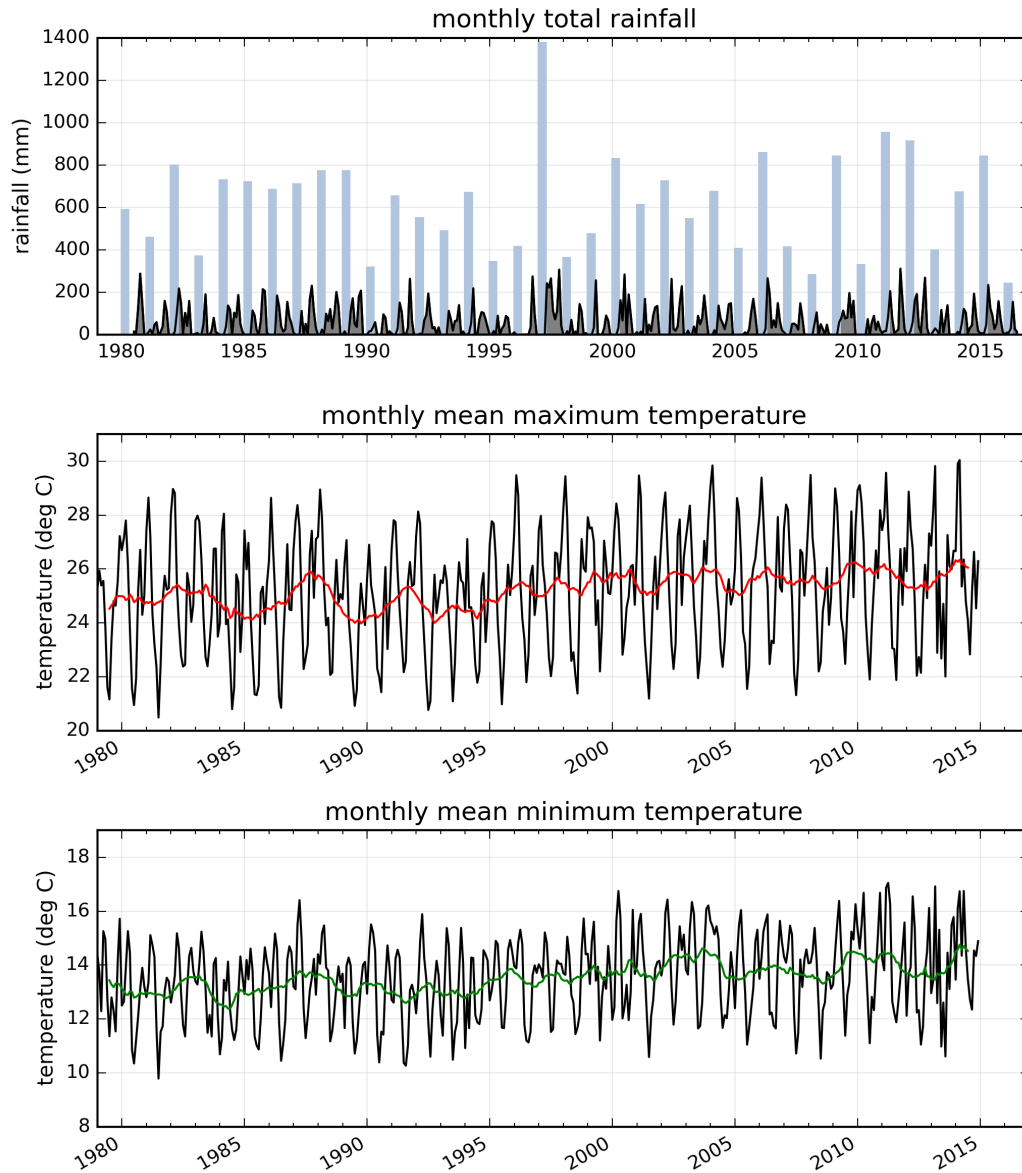 monthly total rainfall
1400
1200
1000
800
600
400
200
0
rainfall (mm)
1980 1985 1990 1995 2000 2005 2010 2015
monthly mean maximum temperature
30
28
26
24
22
20
temperature (deg C)
1980 1985 1990 1995 2000 2005 2010 2015
monthly mean minimum temperature
18
16
14
12
10
8
temperature (deg C)
1980 1985 1990 1995 2000 2005 2010 2015